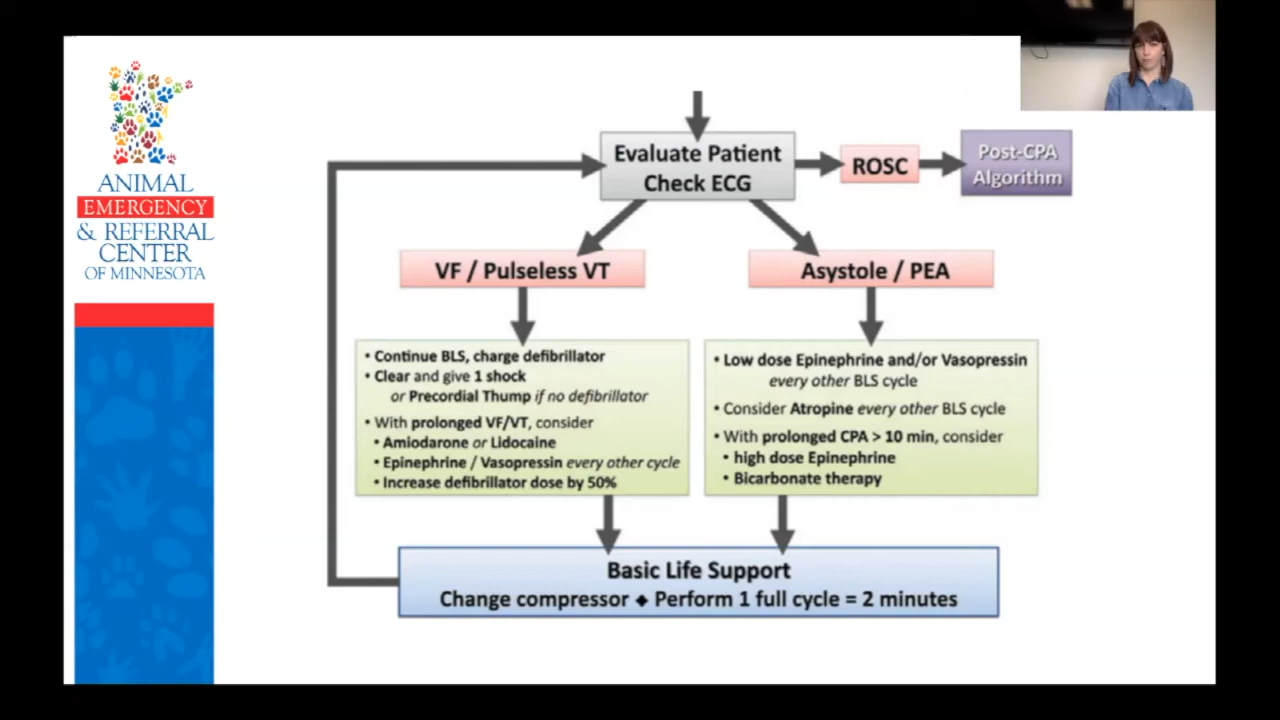 ANIMAL
EMERGENCY
& REFERRAL
CENTER
OF MINNESOTA
Evaluate Patient
Check ECG
ROSC
Post-CPA
Algorithm
VF / Pulseless VT
Asystole / PEA
• Continue BLS, charge defibrillator
• Clear and give 1 shock
or Precordial Thump if no defibrillator
• With prolonged VF/VT, consider
• Amiodarone or Lidocaine
• Epinephrine / Vasopressin every other cycle
• Increase defibrillator dose by 50%
• Low dose Epinephrine and/or Vasopressin
every other BLS cycle
• Consider Atropine every other BLS cycle
• With prolonged CPA > 10 min, consider
• high dose Epinephrine
• Bicarbonate therapy
Basic Life Support
Change compressor ◆ Perform 1 full cycle = 2 minutes